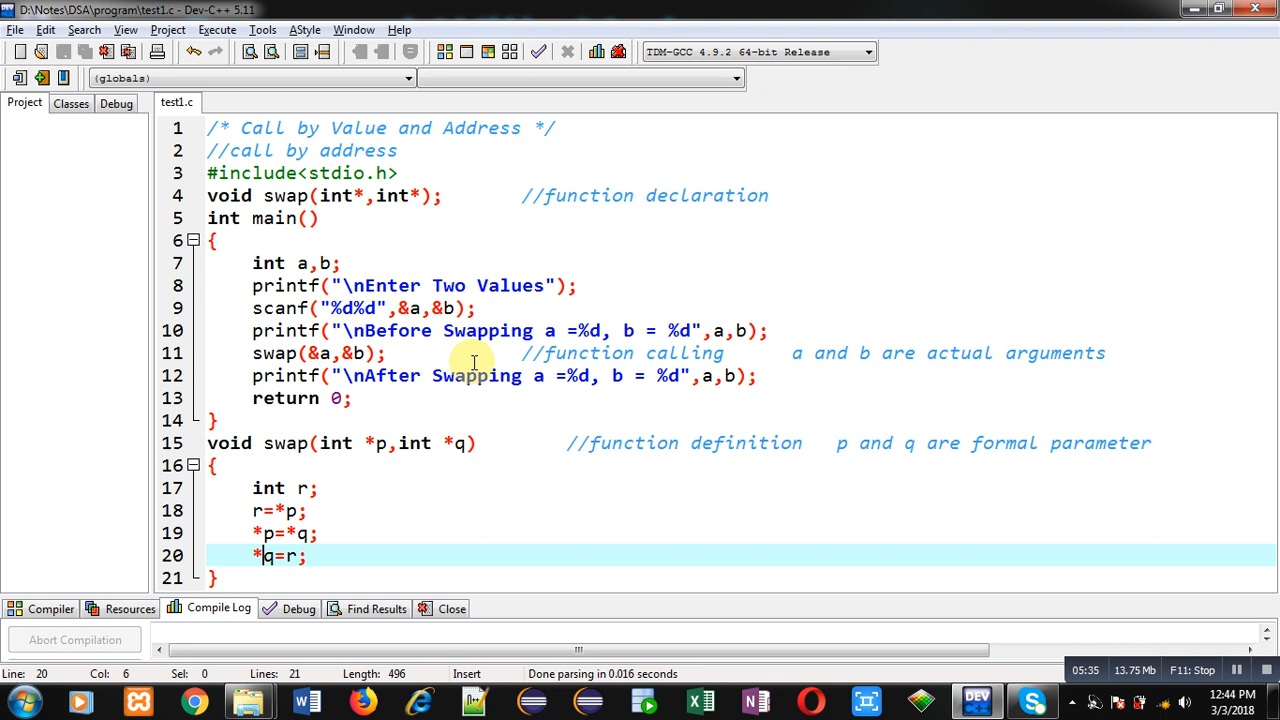 D:\Notes\DSA\program\test1.c - Dev-C++ 5.11
File Edit Search View Project Execute Tools AStyle Window Help
TDM-GCC 4.9.2 64-bit Release
(globals)
Project Classes Debug test1.c
1 /* Call by Value and Address */
2 //call by address
3 #include<stdio.h>
4 void swap(int*,int*); //function declaration
5 int main()
6 {
7 int a,b;
8 printf("\nEnter Two Values");
9 scanf("%d%d",&a,&b);
10 printf("\nBefore Swapping a =%d, b = %d",a,b);
11 swap(&a,&b); //function calling a and b are actual arguments
12 printf("\nAfter Swapping a =%d, b = %d",a,b);
13 return 0;
14 }
15 void swap(int *p,int *q) //function definition p and q are formal parameter
16 {
17 int r;
18 r=*p;
19 *p=*q;
20 *q=r;
21 }
Compiler Resources Compile Log Debug Find Results Close
Abort Compilation
Line: 20 Col: 6 Sel: 0 Lines: 21 Length: 496 Insert Done parsing in 0.016 seconds
05:35 13.75 Mb F11: Stop
DEV
12:44 PM
3/3/2018